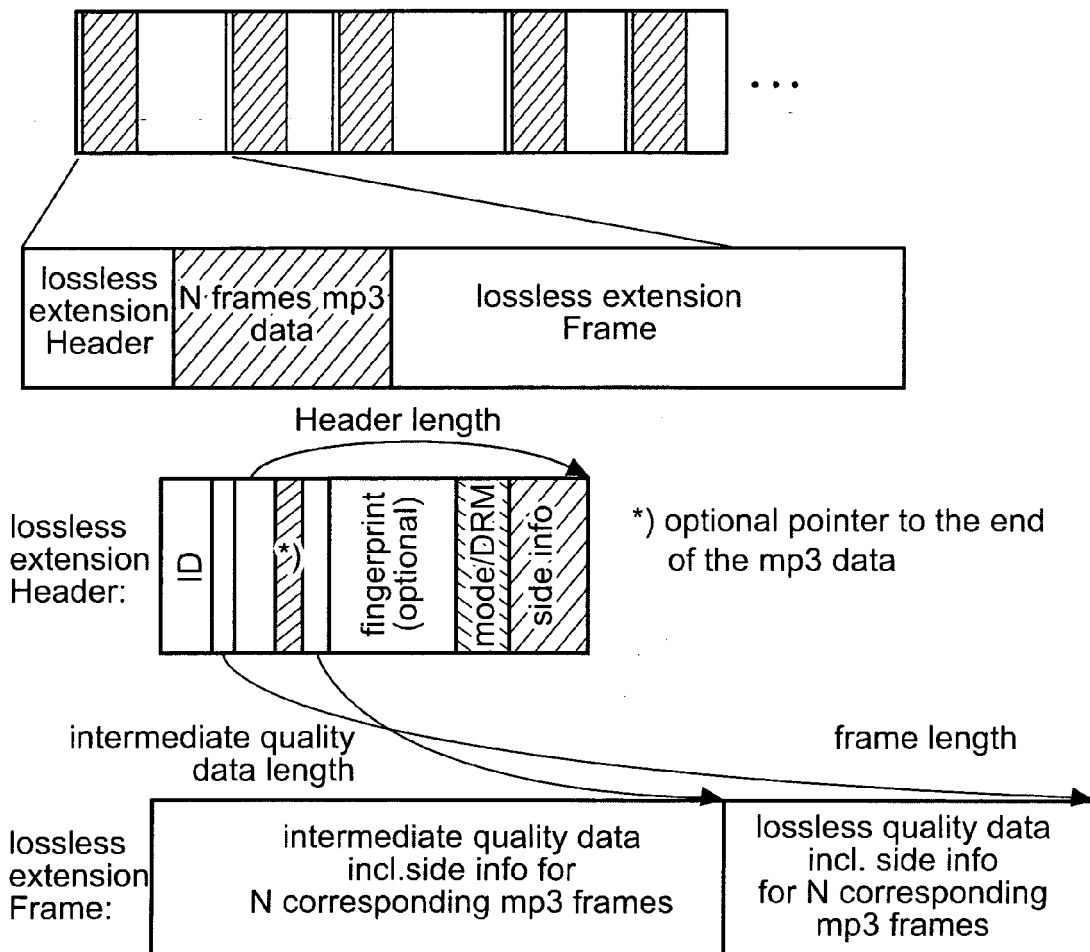 lossless
extension
Header
N frames mp3
data
lossless extension
Frame
Header length
lossless
extension
Header:
ID
*)
fingerprint
(optional)
mode/DRM
side info
*) optional pointer to the end
of the mp3 data
intermediate quality
data length
frame length
lossless
extension
Frame:
intermediate quality data
incl.side info for
N corresponding mp3 frames
lossless quality data
incl. side info
for N corresponding
mp3 frames